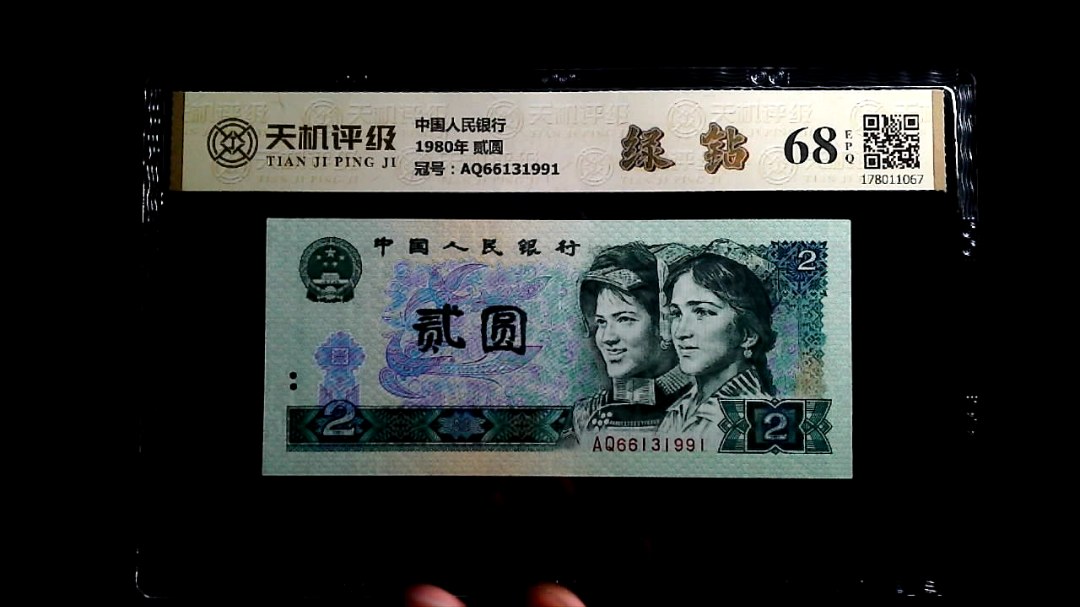 天机评级
TIAN JI PING JI
中国人民银行
1980年 贰圆
冠号：AQ66131991
绿钻
68
EPQ
178011067
中国人民银行
2
贰圆
2
AQ66131991
2